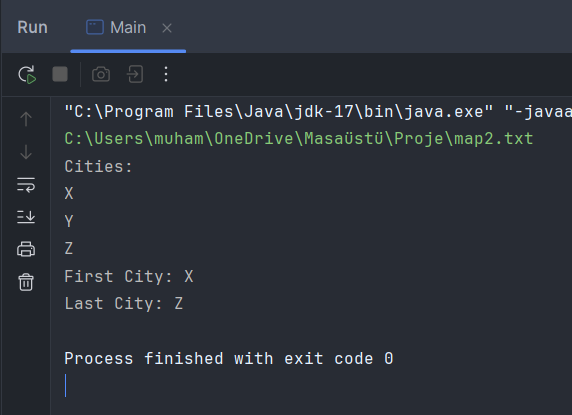 Run
Main
"C:\Program Files\Java\jdk-17\bin\java.exe" "-javaa
C:\Users\muham\OneDrive\Masaüstü\Proje\map2.txt
Cities:
X
Y
Z
First City: X
Last City: Z
Process finished with exit code 0